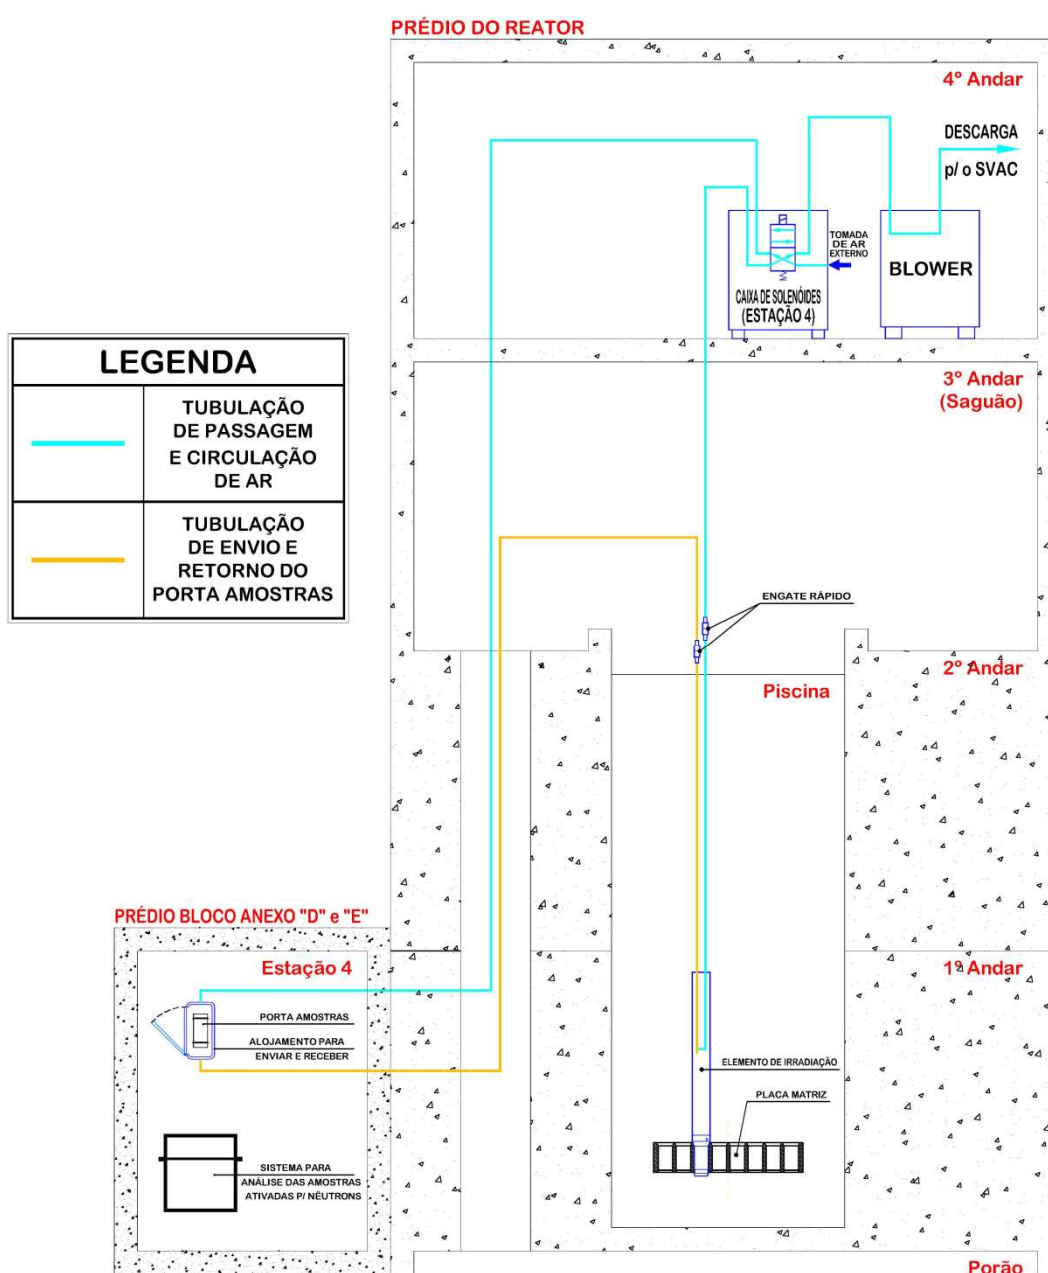 PRÉDIO DO REATOR
4º Andar
DESCARGA
p/ o SVAC
TOMADA
DE AR
EXTERNO
BLOWER
CAIXA DE SOLENÓIDES
(ESTAÇÃO 4)
LEGENDA
TUBULAÇÃO
DE PASSAGEM
E CIRCULAÇÃO
DE AR
TUBULAÇÃO
DE ENVIO E
RETORNO DO
PORTA AMOSTRAS
3º Andar
(Saguão)
ENGATE RÁPIDO
2º Andar
Piscina
PRÉDIO BLOCO ANEXO "D" e "E"
Estação 4
1º Andar
PORTA AMOSTRAS
ALOJAMENTO PARA
ENVIAR E RECEBER
ELEMENTO DE IRRADIAÇÃO
PLACA MATRIZ
SISTEMA PARA
ANÁLISE DAS AMOSTRAS
ATIVADAS P/ NÊUTRONS
Porão